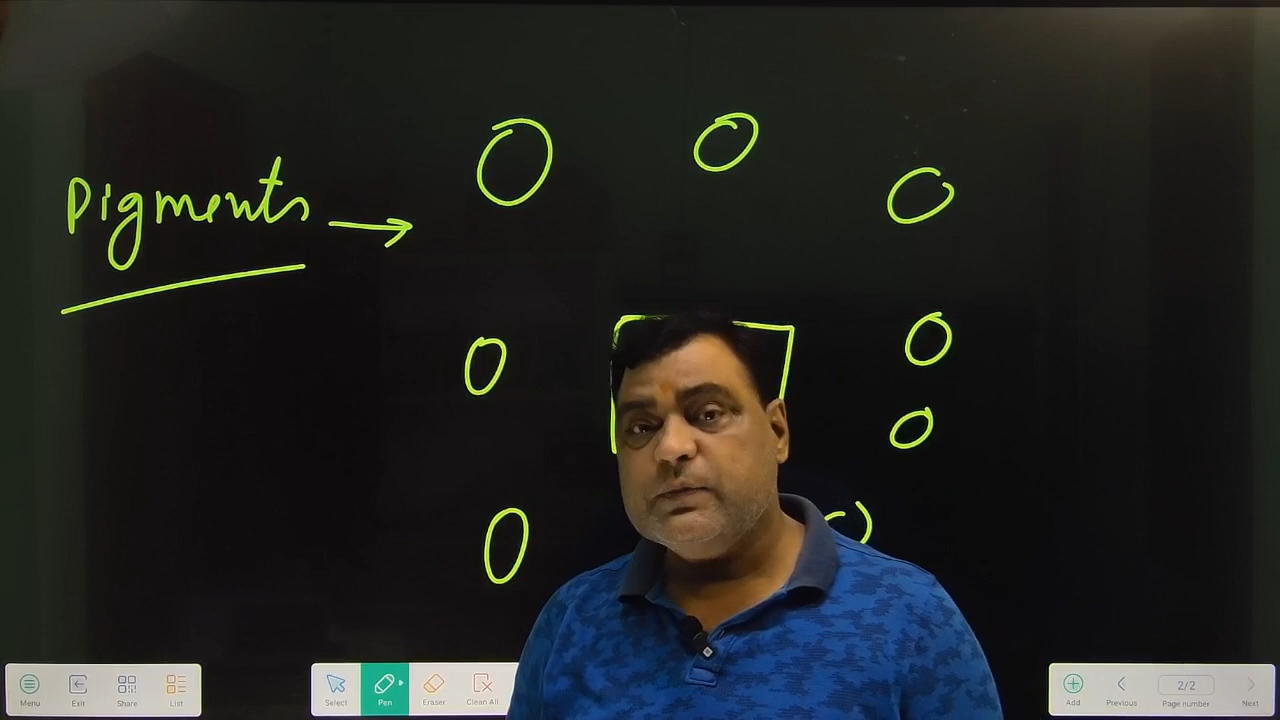 Pigments →
Menu Exit Share List
Select Pen Eraser Clean All
Add Previous 2/2 Page number Next